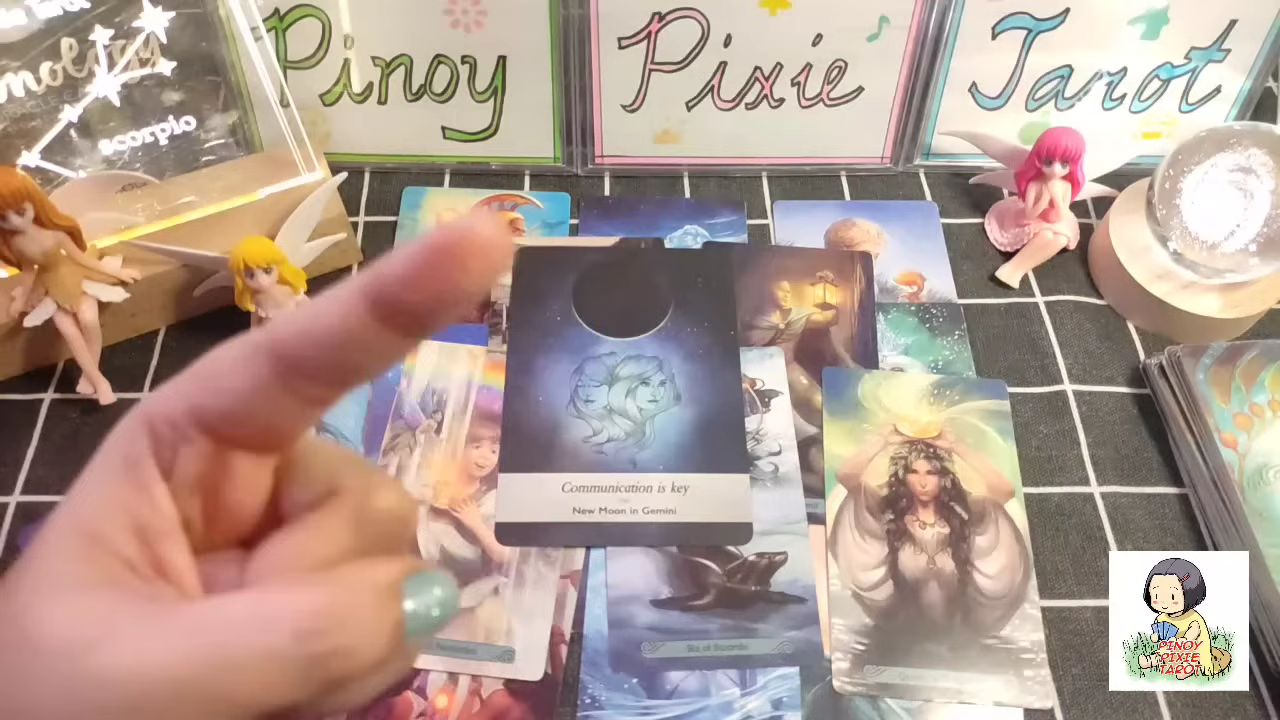 scorpio
Pinoy
Pixie
Tarot
Communication is key
New Moon in Gemini
Six of Swords
PINOY
PIXIE
TAROT